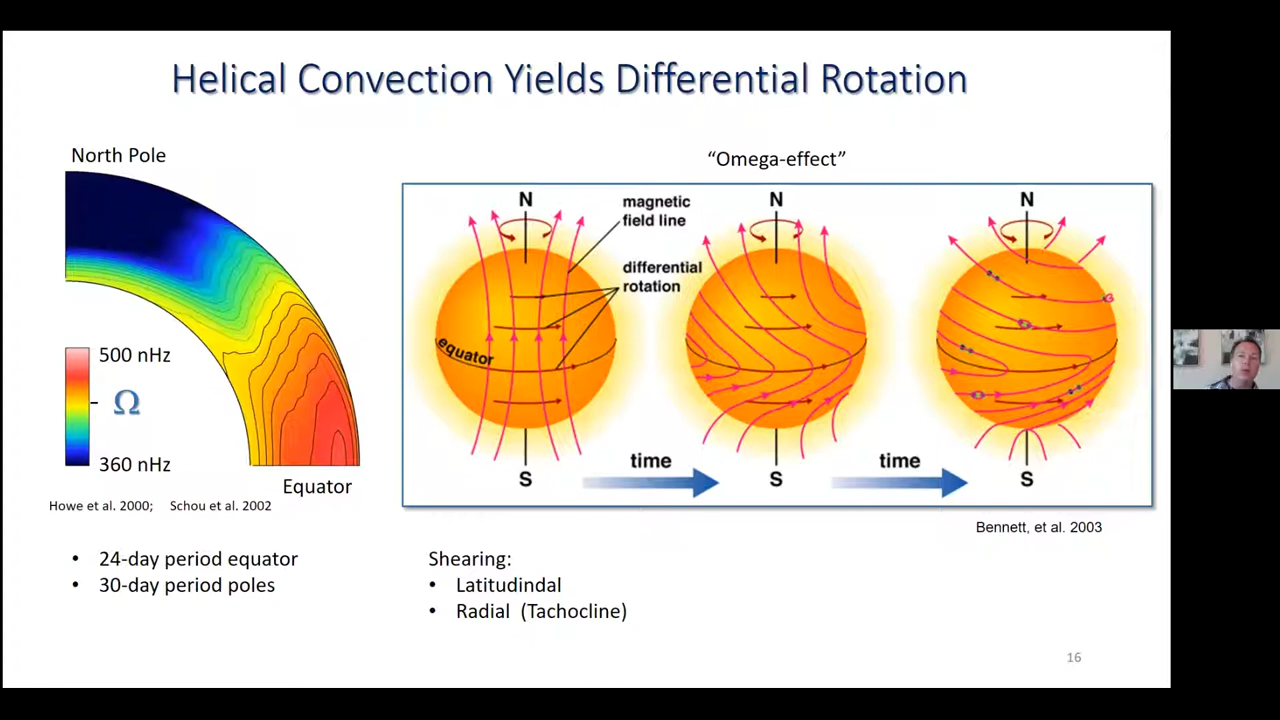 Helical Convection Yields Differential Rotation
North Pole
500 nHz
Ω
360 nHz
Equator
Howe et al. 2000; Schou et al. 2002
• 24-day period equator
• 30-day period poles
“Omega-effect”
N
magnetic
field line
differential
rotation
equator
S
time
N
S
time
N
S
Bennett, et al. 2003
Shearing:
• Latitudindal
• Radial (Tachocline)
16